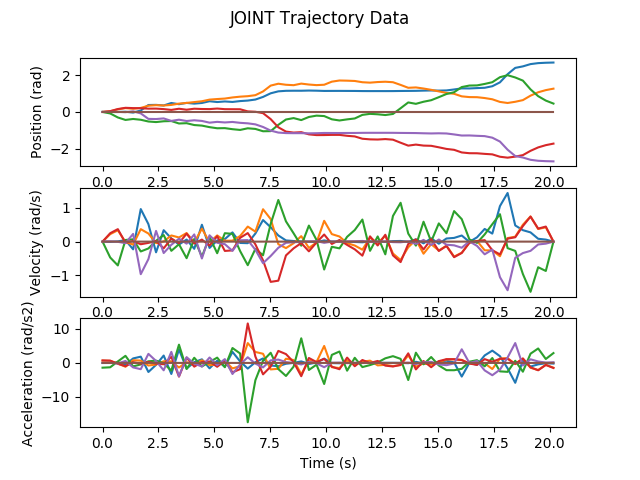 JOINT Trajectory Data
Position (rad)
2
0
−2
0.0 2.5 5.0 7.5 10.0 12.5 15.0 17.5 20.0
Velocity (rad/s)
1
0
−1
0.0 2.5 5.0 7.5 10.0 12.5 15.0 17.5 20.0
Acceleration (rad/s2)
10
0
−10
0.0 2.5 5.0 7.5 10.0 12.5 15.0 17.5 20.0
Time (s)